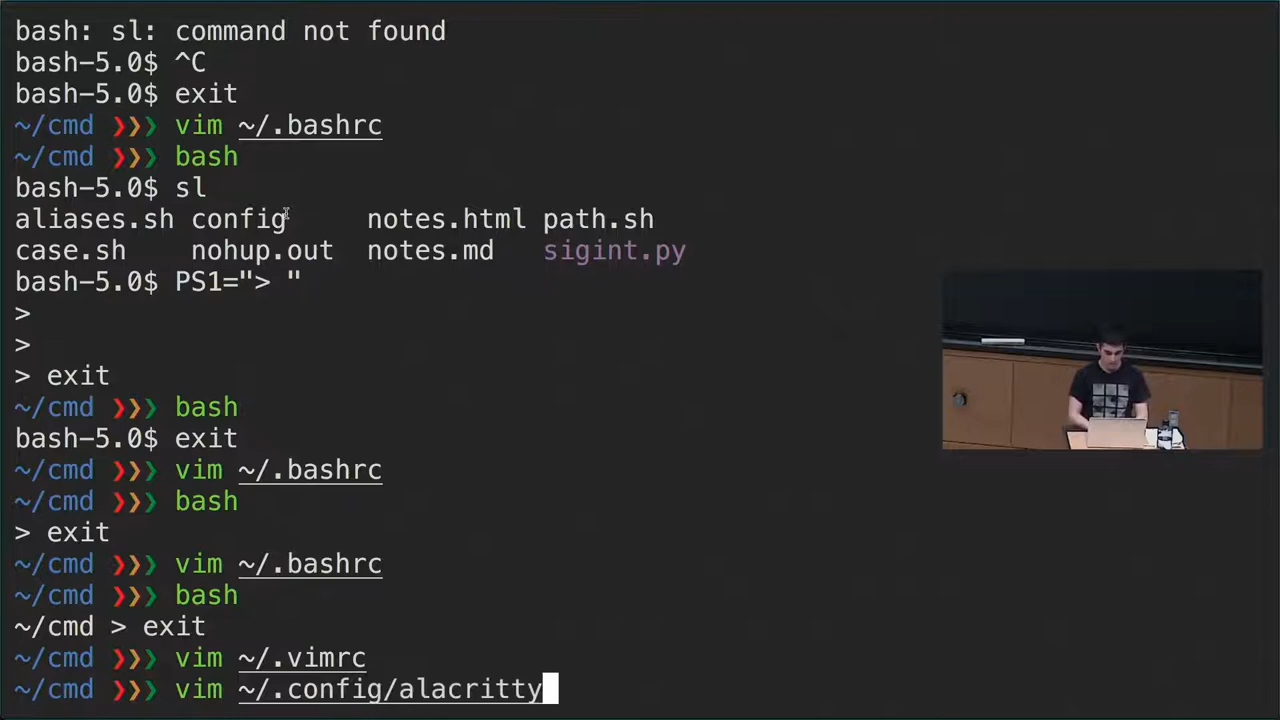 bash: sl: command not found
bash-5.0$ ^C
bash-5.0$ exit
~/cmd ❯❯❯ vim ~/.bashrc
~/cmd ❯❯❯ bash
bash-5.0$ sl
aliases.sh config     notes.html path.sh
case.sh    nohup.out  notes.md   sigint.py
bash-5.0$ PS1="> "
>
>
> exit
~/cmd ❯❯❯ bash
bash-5.0$ exit
~/cmd ❯❯❯ vim ~/.bashrc
~/cmd ❯❯❯ bash
> exit
~/cmd ❯❯❯ vim ~/.bashrc
~/cmd ❯❯❯ bash
~/cmd > exit
~/cmd ❯❯❯ vim ~/.vimrc
~/cmd ❯❯❯ vim ~/.config/alacritty